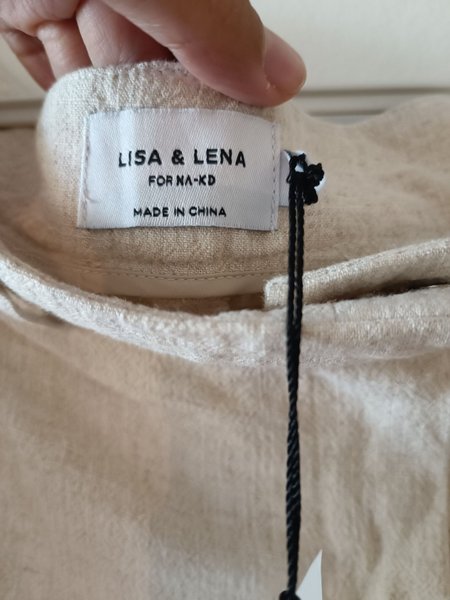 LISA & LENA
FOR NA-KD
MADE IN CHINA